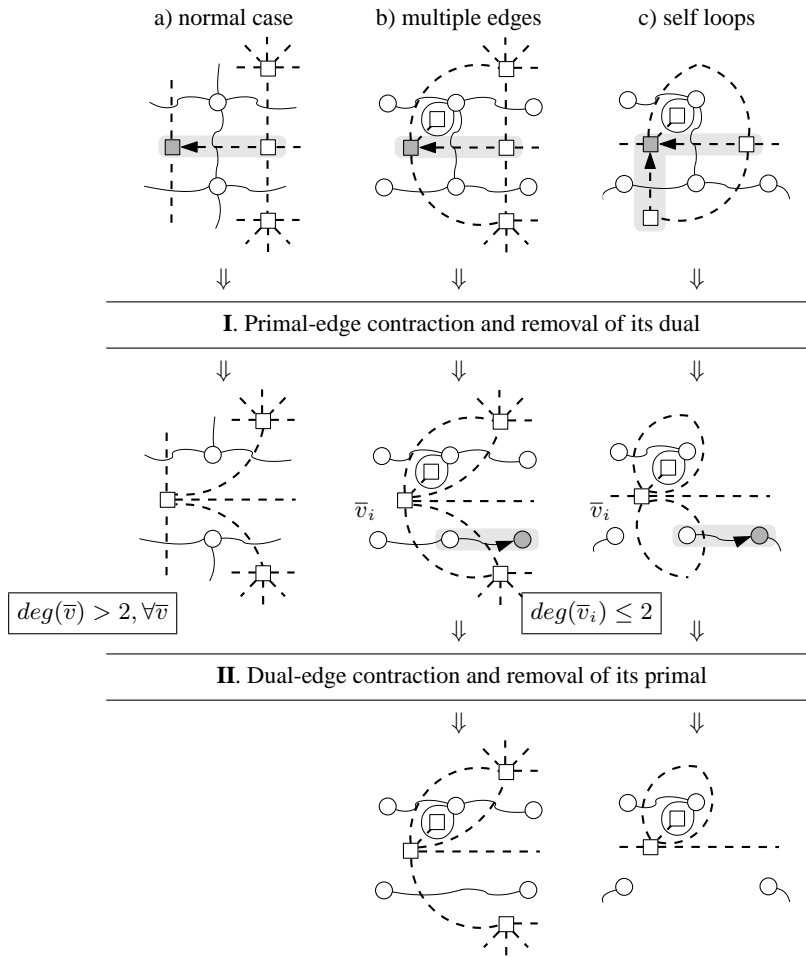 a) normal case b) multiple edges c) self loops
⇓ ⇓ ⇓
I. Primal-edge contraction and removal of its dual
⇓ ⇓ ⇓
v̅ᵢ v̅ᵢ
deg(v̅) > 2, ∀v̅ deg(v̅ᵢ) ≤ 2
⇓ ⇓
II. Dual-edge contraction and removal of its primal
⇓ ⇓